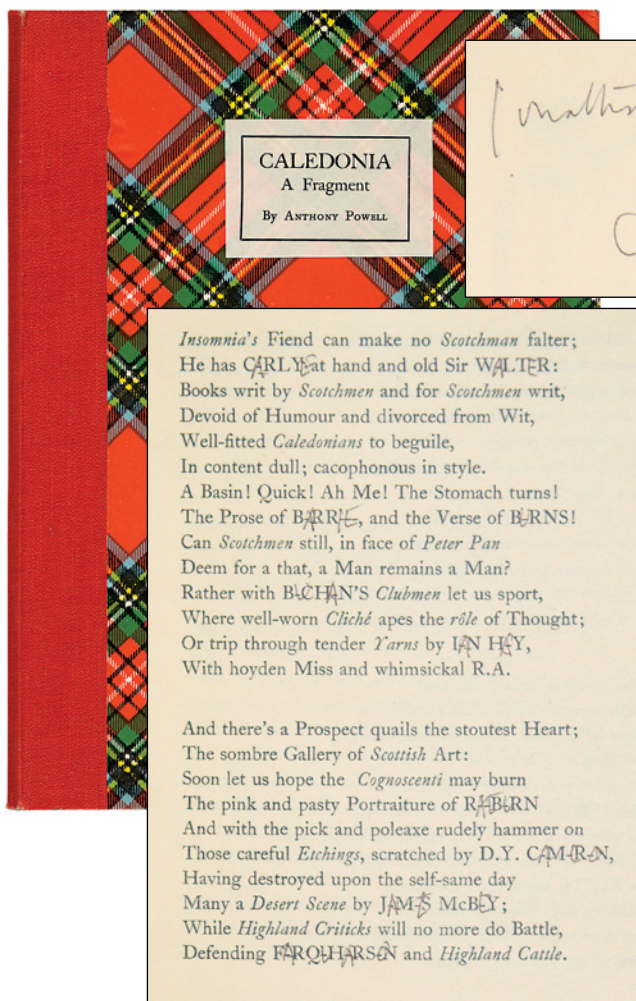 CALEDONIA
A Fragment
By ANTHONY POWELL
Insomnia's Fiend can make no Scotchman falter;
He has CARLYLE at hand and old Sir WALTER:
Books writ by Scotchmen and for Scotchmen writ,
Devoid of Humour and divorced from Wit,
Well-fitted Caledonians to beguile,
In content dull; cacophonous in style.
A Basin! Quick! Ah Me! The Stomach turns!
The Prose of BARRIE, and the Verse of BURNS!
Can Scotchmen still, in face of Peter Pan
Deem for a that, a Man remains a Man?
Rather with BUCHAN'S Clubmen let us sport,
Where well-worn Cliché apes the rôle of Thought;
Or trip through tender Yarns by IAN HAY,
With hoyden Miss and whimsickal R.A.
And there's a Prospect quails the stoutest Heart;
The sombre Gallery of Scottish Art:
Soon let us hope the Cognoscenti may burn
The pink and pasty Portraiture of RAEBURN
And with the pick and poleaxe rudely hammer on
Those careful Etchings, scratched by D.Y. CAMERON,
Having destroyed upon the self-same day
Many a Desert Scene by JAMES McBEY;
While Highland Criticks will no more do Battle,
Defending FARQUHARSON and Highland Cattle.